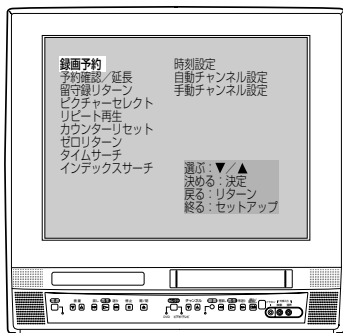 録画予約
予約確認/延長
留守録リターン
ピクチャーセレクト
リピート再生
カウンターリセット
ゼロリターン
タイムサーチ
インデックスサーチ
時刻設定
自動チャンネル設定
手動チャンネル設定
選ぶ:▼/▲
決める:決定
戻る:リターン
終る:セットアップ
チャンネル